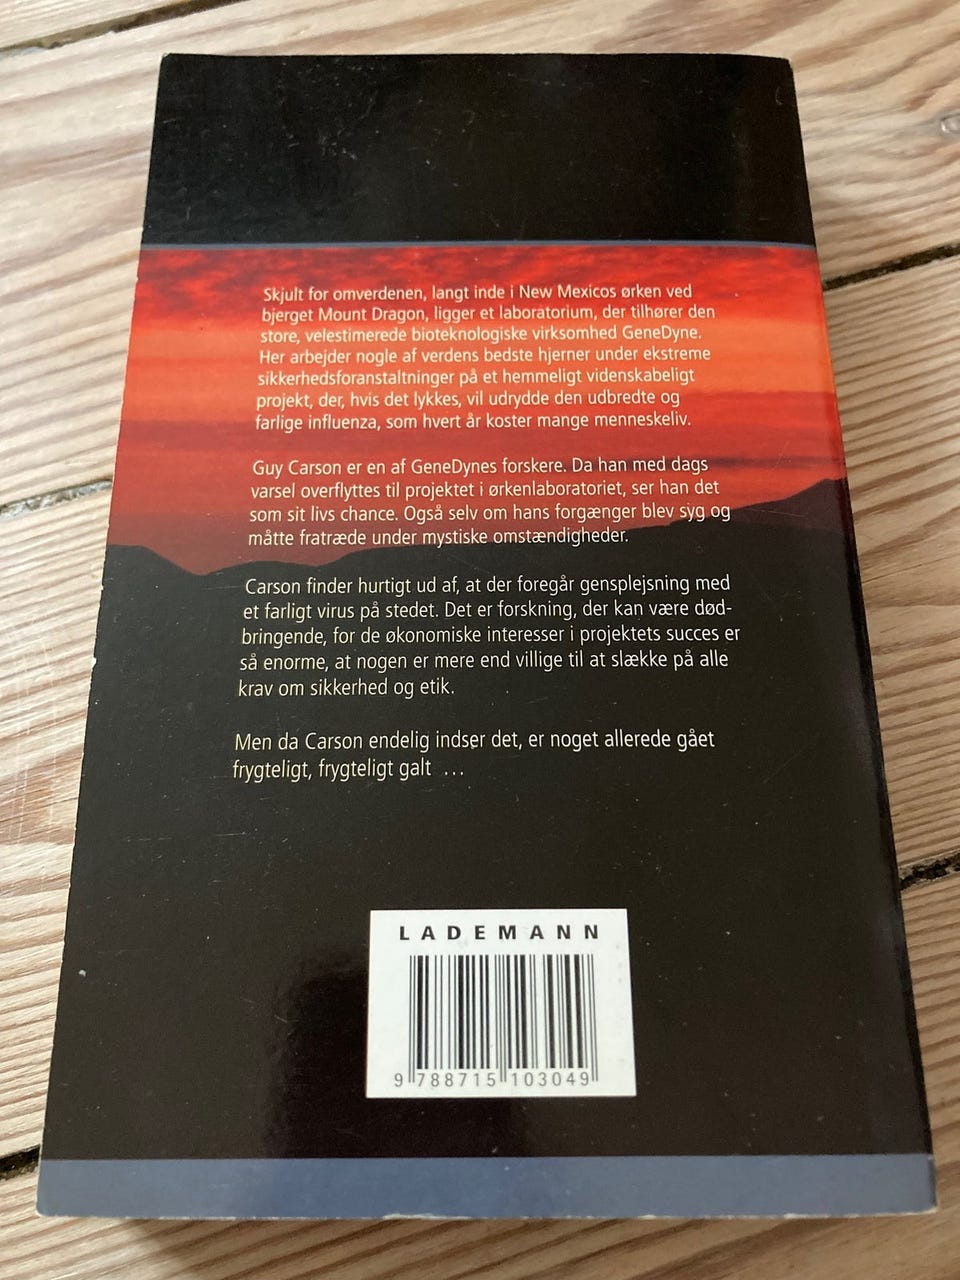 Skjult for omverdenen, langt inde i New Mexicos ørken ved
bjerget Mount Dragon, ligger et laboratorium, der tilhører den
store, velestimerede bioteknologiske virksomhed GeneDyne.
Her arbejder nogle af verdens bedste hjerner under ekstreme
sikkerhedsforanstaltninger på et hemmeligt videnskabeligt
projekt, der, hvis det lykkes, vil udrydde den udbredte og
farlige influenza, som hvert år koster mange menneskeliv.
Guy Carson er en af GeneDynes forskere. Da han med dags
varsel overflyttes til projektet i ørkenlaboratoriet, ser han det
som sit livs chance. Også selv om hans forgænger blev syg og
måtte fratræde under mystiske omstændigheder.
Carson finder hurtigt ud af, at der foregår gensplejsning med
et farligt virus på stedet. Det er forskning, der kan være død-
bringende, for de økonomiske interesser i projektets succes er
så enorme, at nogen er mere end villige til at slække på alle
krav om sikkerhed og etik.
Men da Carson endelig indser det, er noget allerede gået
frygteligt, frygteligt galt ...
LADEMANN
9 788715 103049